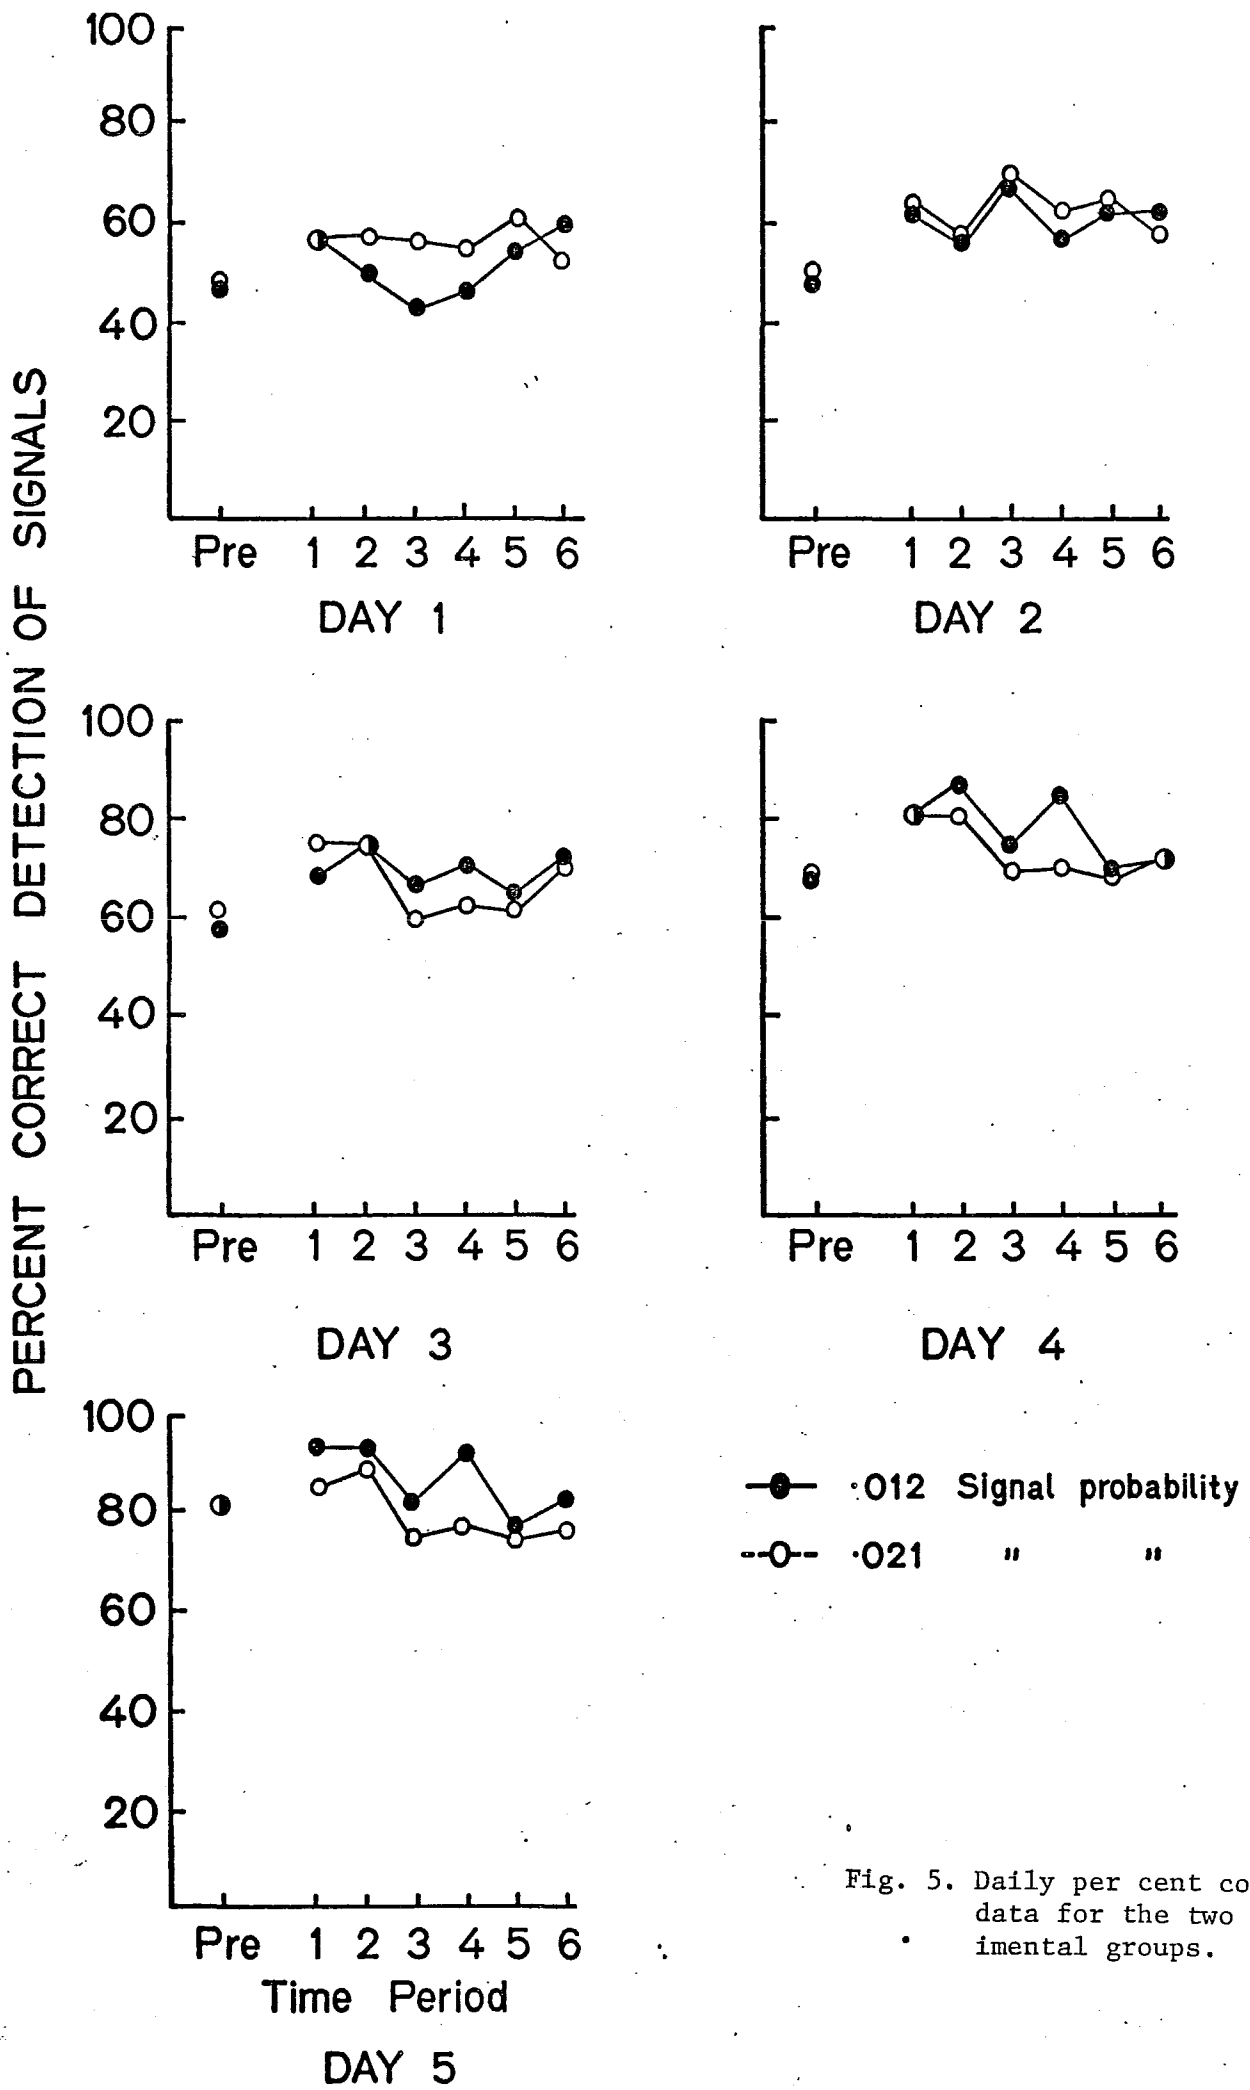 PERCENT CORRECT DETECTION OF SIGNALS
100
80
60
40
20
Pre 1 2 3 4 5 6
DAY 1
Pre 1 2 3 4 5 6
DAY 2
100
80
60
40
20
Pre 1 2 3 4 5 6
DAY 3
Pre 1 2 3 4 5 6
DAY 4
100
80
60
40
20
Pre 1 2 3 4 5 6
Time Period
DAY 5
·012 Signal probability
·021 " "
Fig. 5. Daily per cent co
data for the two
imental groups.